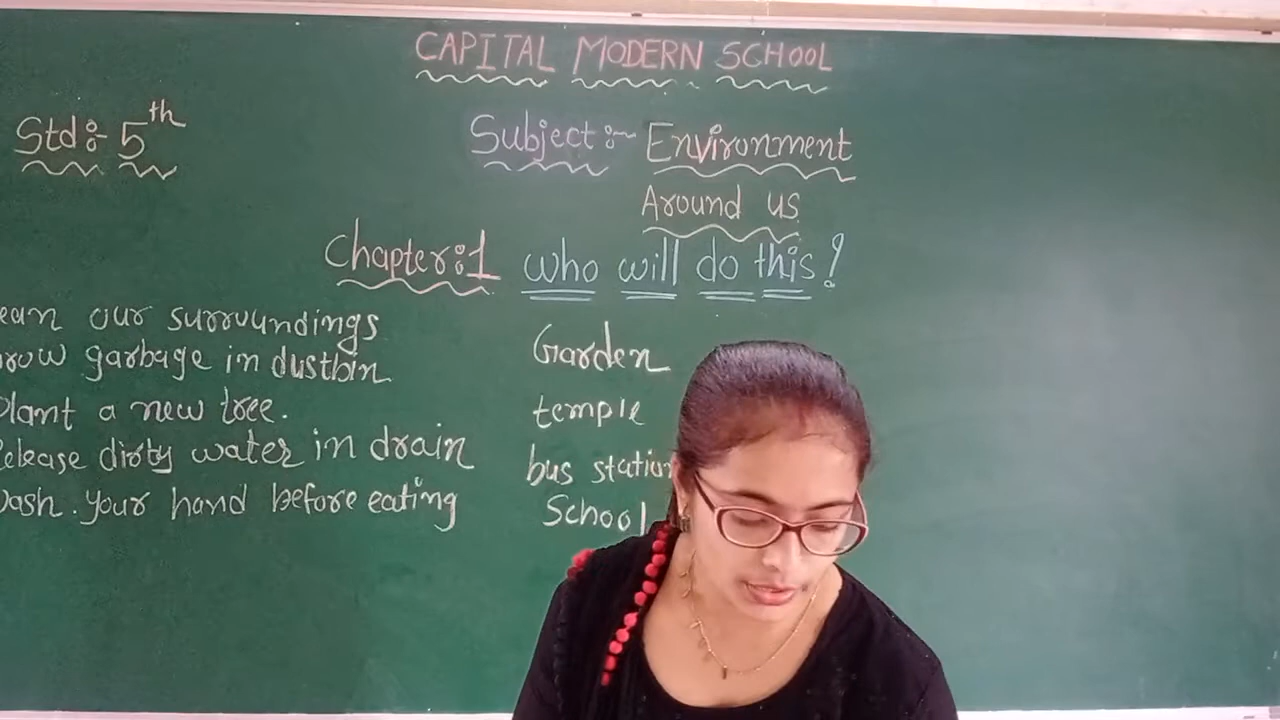 CAPITAL MODERN SCHOOL
Std:- 5th
Subject:- Environment
Around us
Chapter:1 who will do this!
ean our surruundings
row garbage in dustbin
Plant a new tree.
elease dirty water in drain
Wash. your hand before eating
Garden
temple
bus station
School